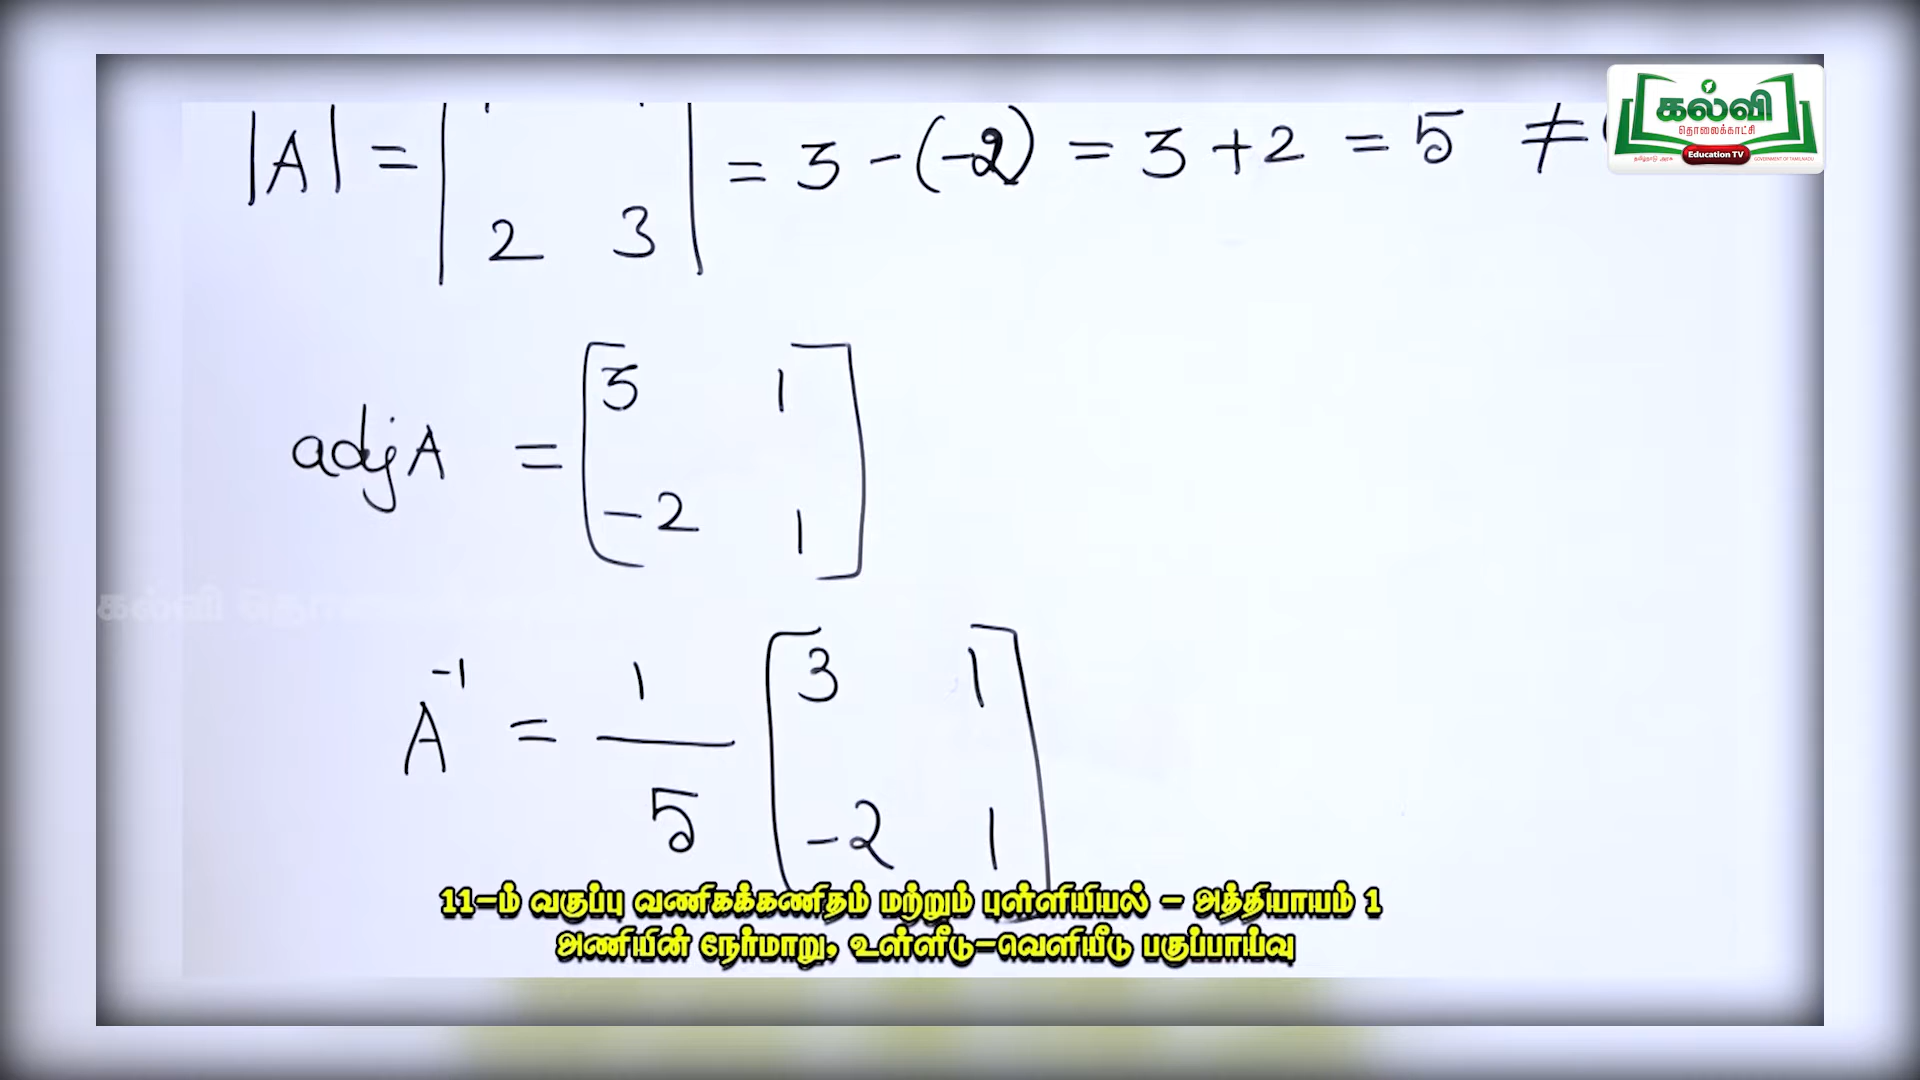 |A| = | 2 3 | = 3 - (-2) = 3 + 2 = 5 ≠
adj A = [ 3 1
-2 1 ]
A⁻¹ = 1/5 [ 3 1
-2 1 ]
கல்வி
தொலைக்காட்சி
Education TV
கல்வி
11-ம் வகுப்பு வணிகக்கணிதம் மற்றும் புள்ளியியல் - அத்தியாயம் 1
அணியின் நேர்மாறு, உள்ளீடு-வெளியீடு பகுப்பாய்வு